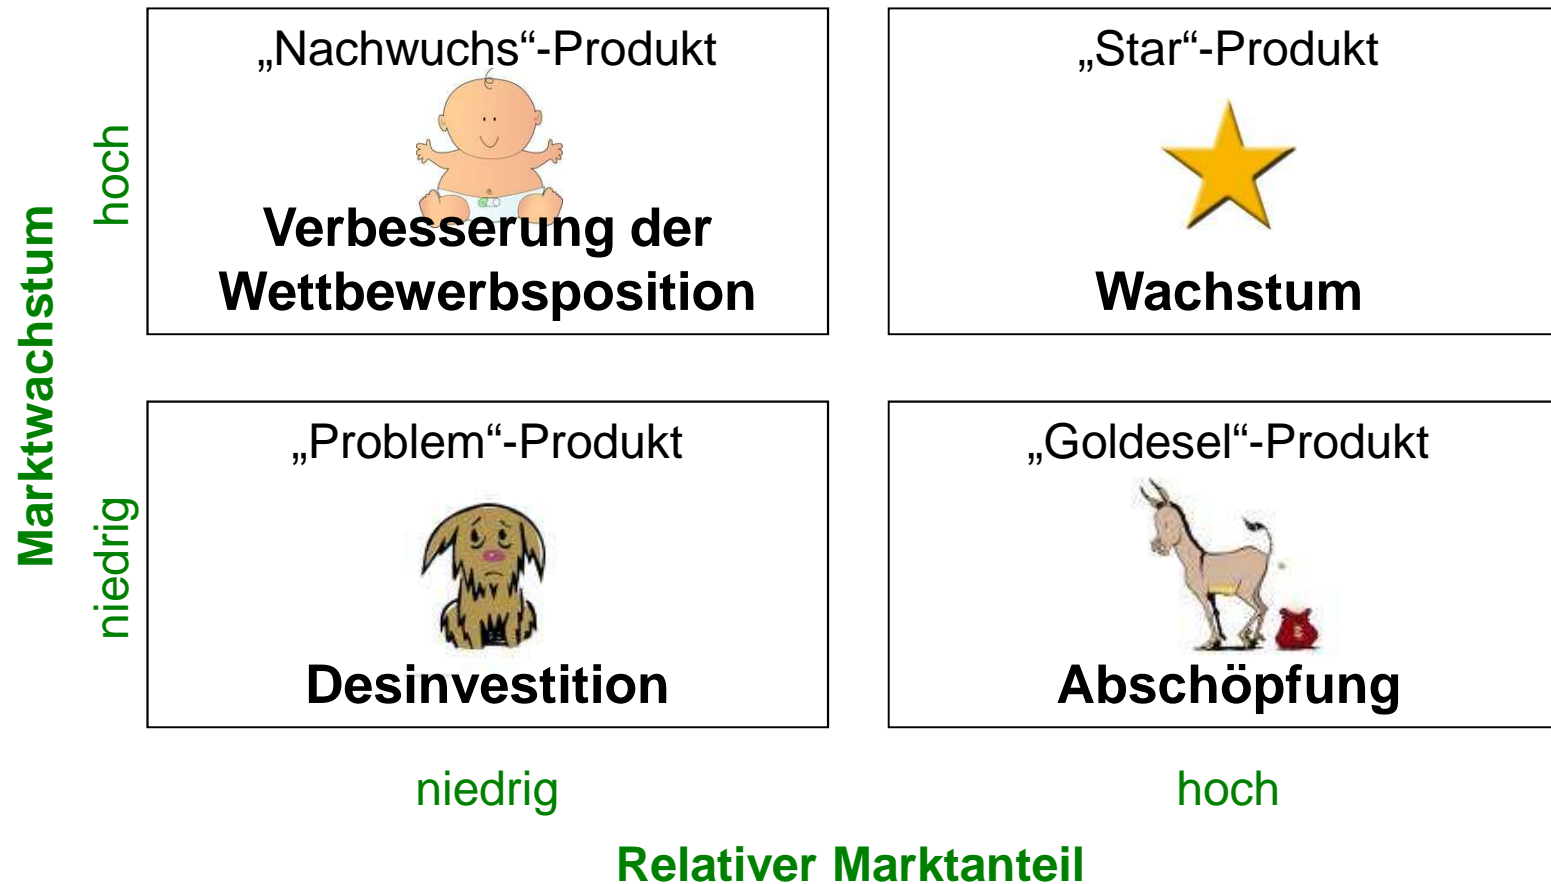 „Nachwuchs“-Produkt
Verbesserung der
Wettbewerbsposition
„Star“-Produkt
Wachstum
„Problem“-Produkt
Desinvestition
„Goldesel“-Produkt
Abschöpfung
Marktwachstum
hoch
niedrig
niedrig
hoch
Relativer Marktanteil